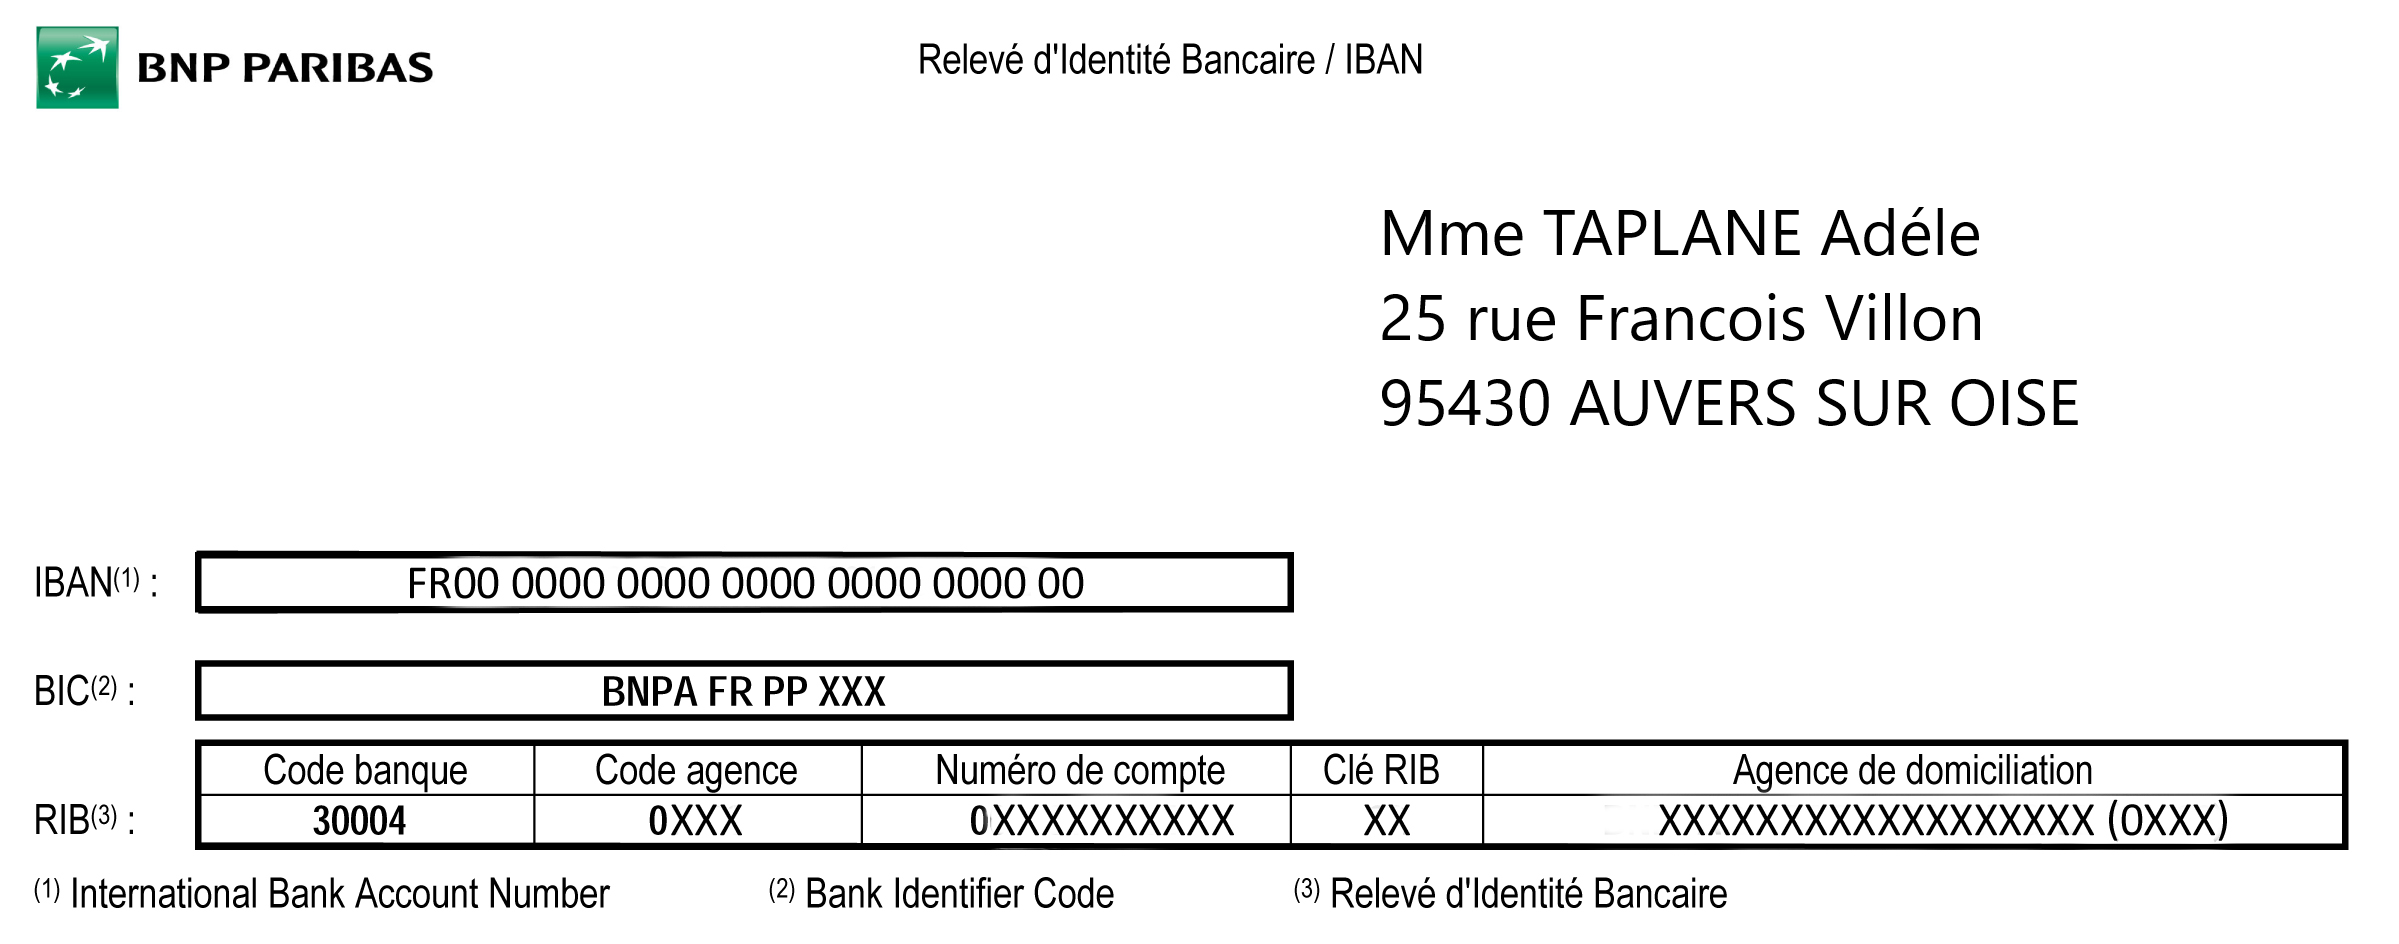 BNP PARIBAS
Relevé d'Identité Bancaire / IBAN
Mme TAPLANE Adéle
25 rue Francois Villon
95430 AUVERS SUR OISE
IBAN(1) : FR00 0000 0000 0000 0000 0000 00
BIC(2) : BNPA FR PP XXX
Code banque Code agence Numéro de compte Clé RIB Agence de domiciliation
RIB(3) : 30004 0XXX 0XXXXXXXXXX XX XXXXXXXXXXXXXXXXXX (0XXX)
(1) International Bank Account Number (2) Bank Identifier Code (3) Relevé d'Identité Bancaire